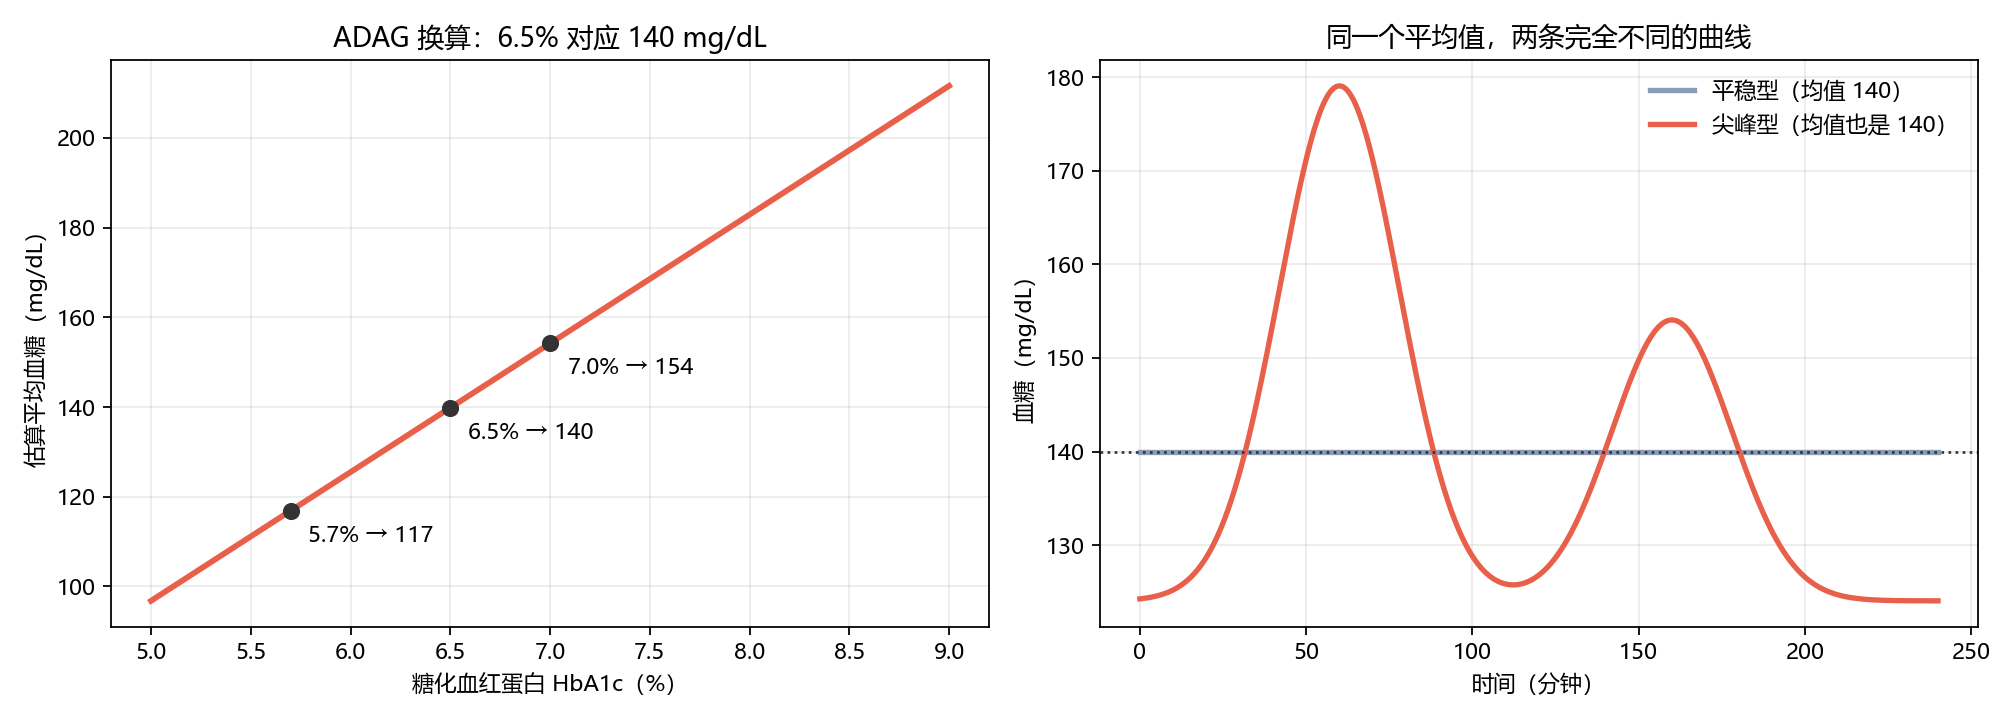 ADAG 换算：6.5% 对应 140 mg/dL
估算平均血糖（mg/dL）
200
180
160
140
120
100
7.0% → 154
6.5% → 140
5.7% → 117
5.0 5.5 6.0 6.5 7.0 7.5 8.0 8.5 9.0
糖化血红蛋白 HbA1c（%）
同一个平均值，两条完全不同的曲线
血糖（mg/dL）
180
170
160
150
140
130
平稳型（均值 140）
尖峰型（均值也是 140）
0 50 100 150 200 250
时间（分钟）